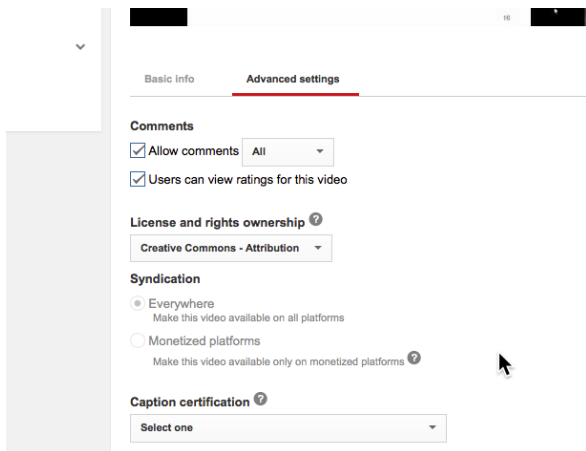 16
Basic info Advanced settings
Comments
Allow comments All
Users can view ratings for this video
License and rights ownership ?
Creative Commons - Attribution
Syndication
Everywhere
Make this video available on all platforms
Monetized platforms
Make this video available only on monetized platforms ?
Caption certification ?
Select one